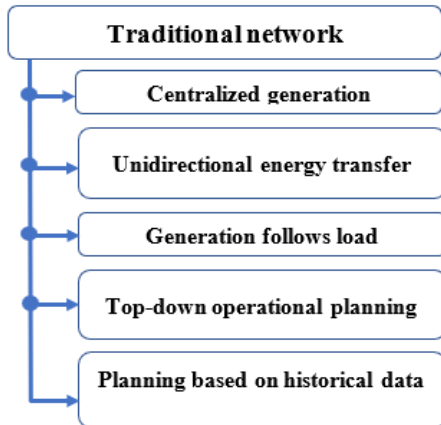 Traditional network
Centralized generation
Unidirectional energy transfer
Generation follows load
Top-down operational planning
Planning based on historical data